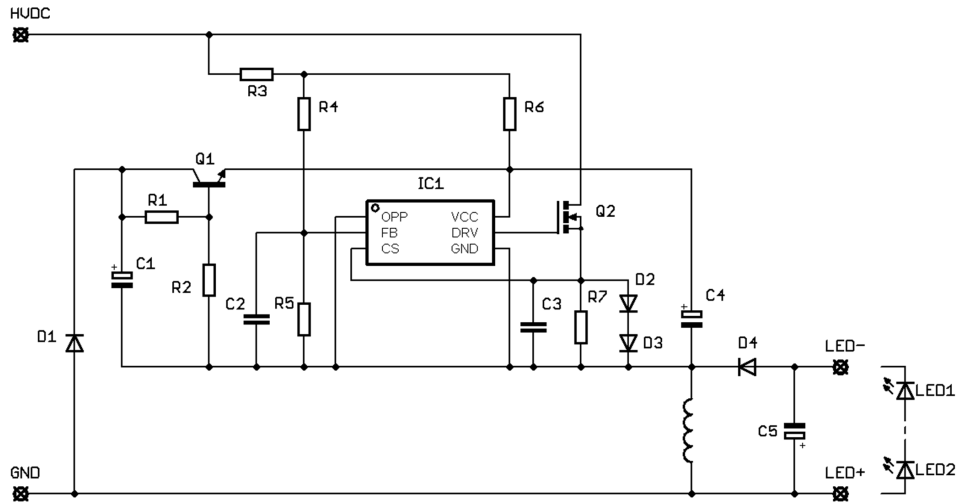 HVDC
R3
R4
R6
Q1
IC1
R1
OPP
VCC
Q2
FB
DRV
CS
GND
C1
R2
C2
R5
C3
R7
D2
C4
D1
D3
D4
LED-
LED1
C5
GND
LED+
LED2